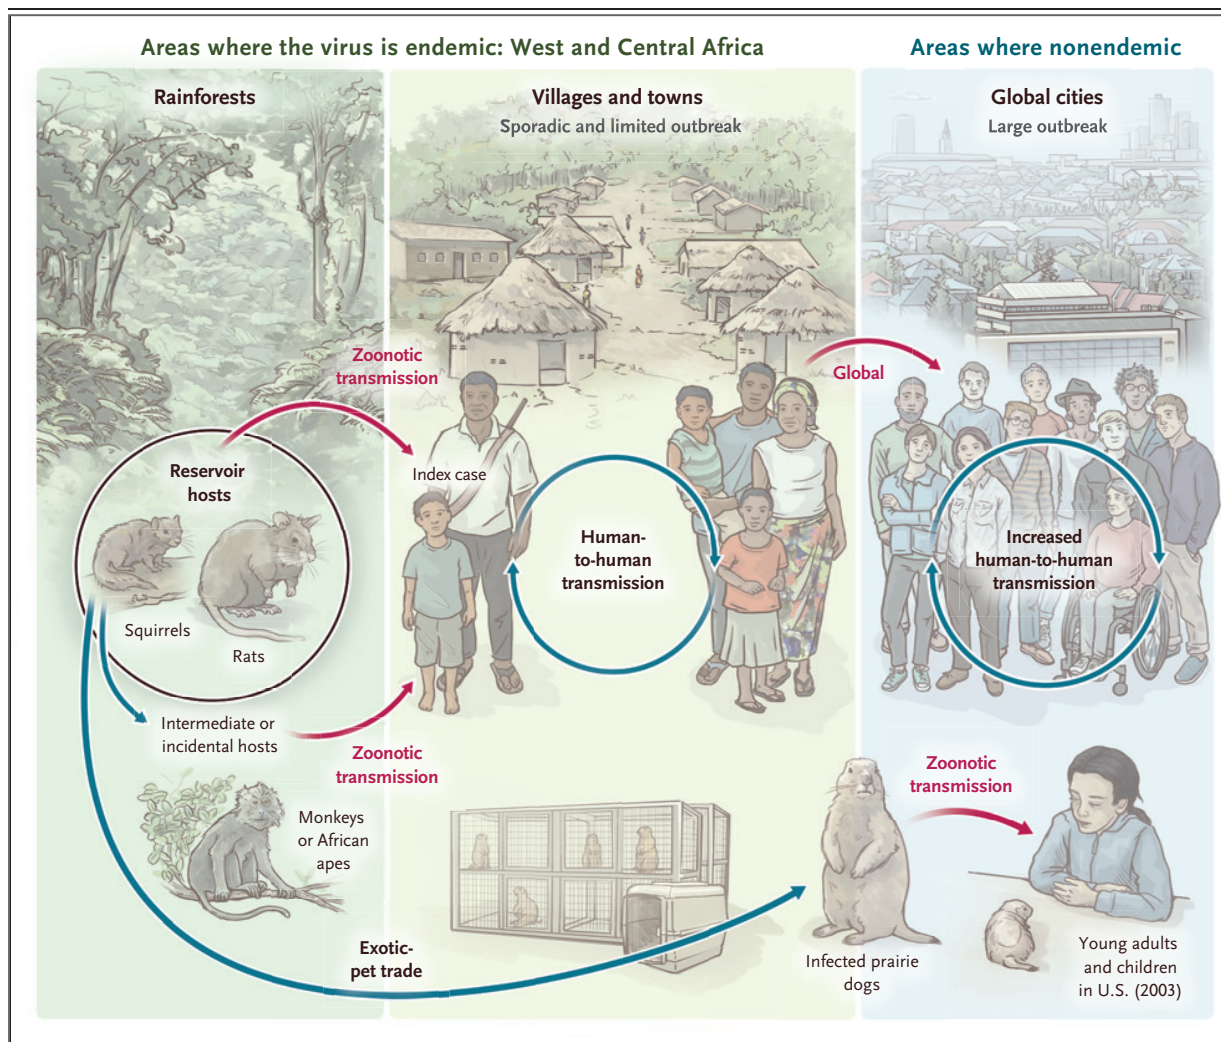 Areas where the virus is endemic: West and Central Africa
Areas where nonendemic
Rainforests
Villages and towns
Sporadic and limited outbreak
Global cities
Large outbreak
Zoonotic
transmission
Global
Reservoir
hosts
Index case
Squirrels
Rats
Human-
to-human
transmission
Increased
human-to-human
transmission
Intermediate or
incidental hosts
Zoonotic
transmission
Monkeys
or African
apes
Exotic-
pet trade
Infected prairie
dogs
Zoonotic
transmission
Young adults
and children
in U.S. (2003)